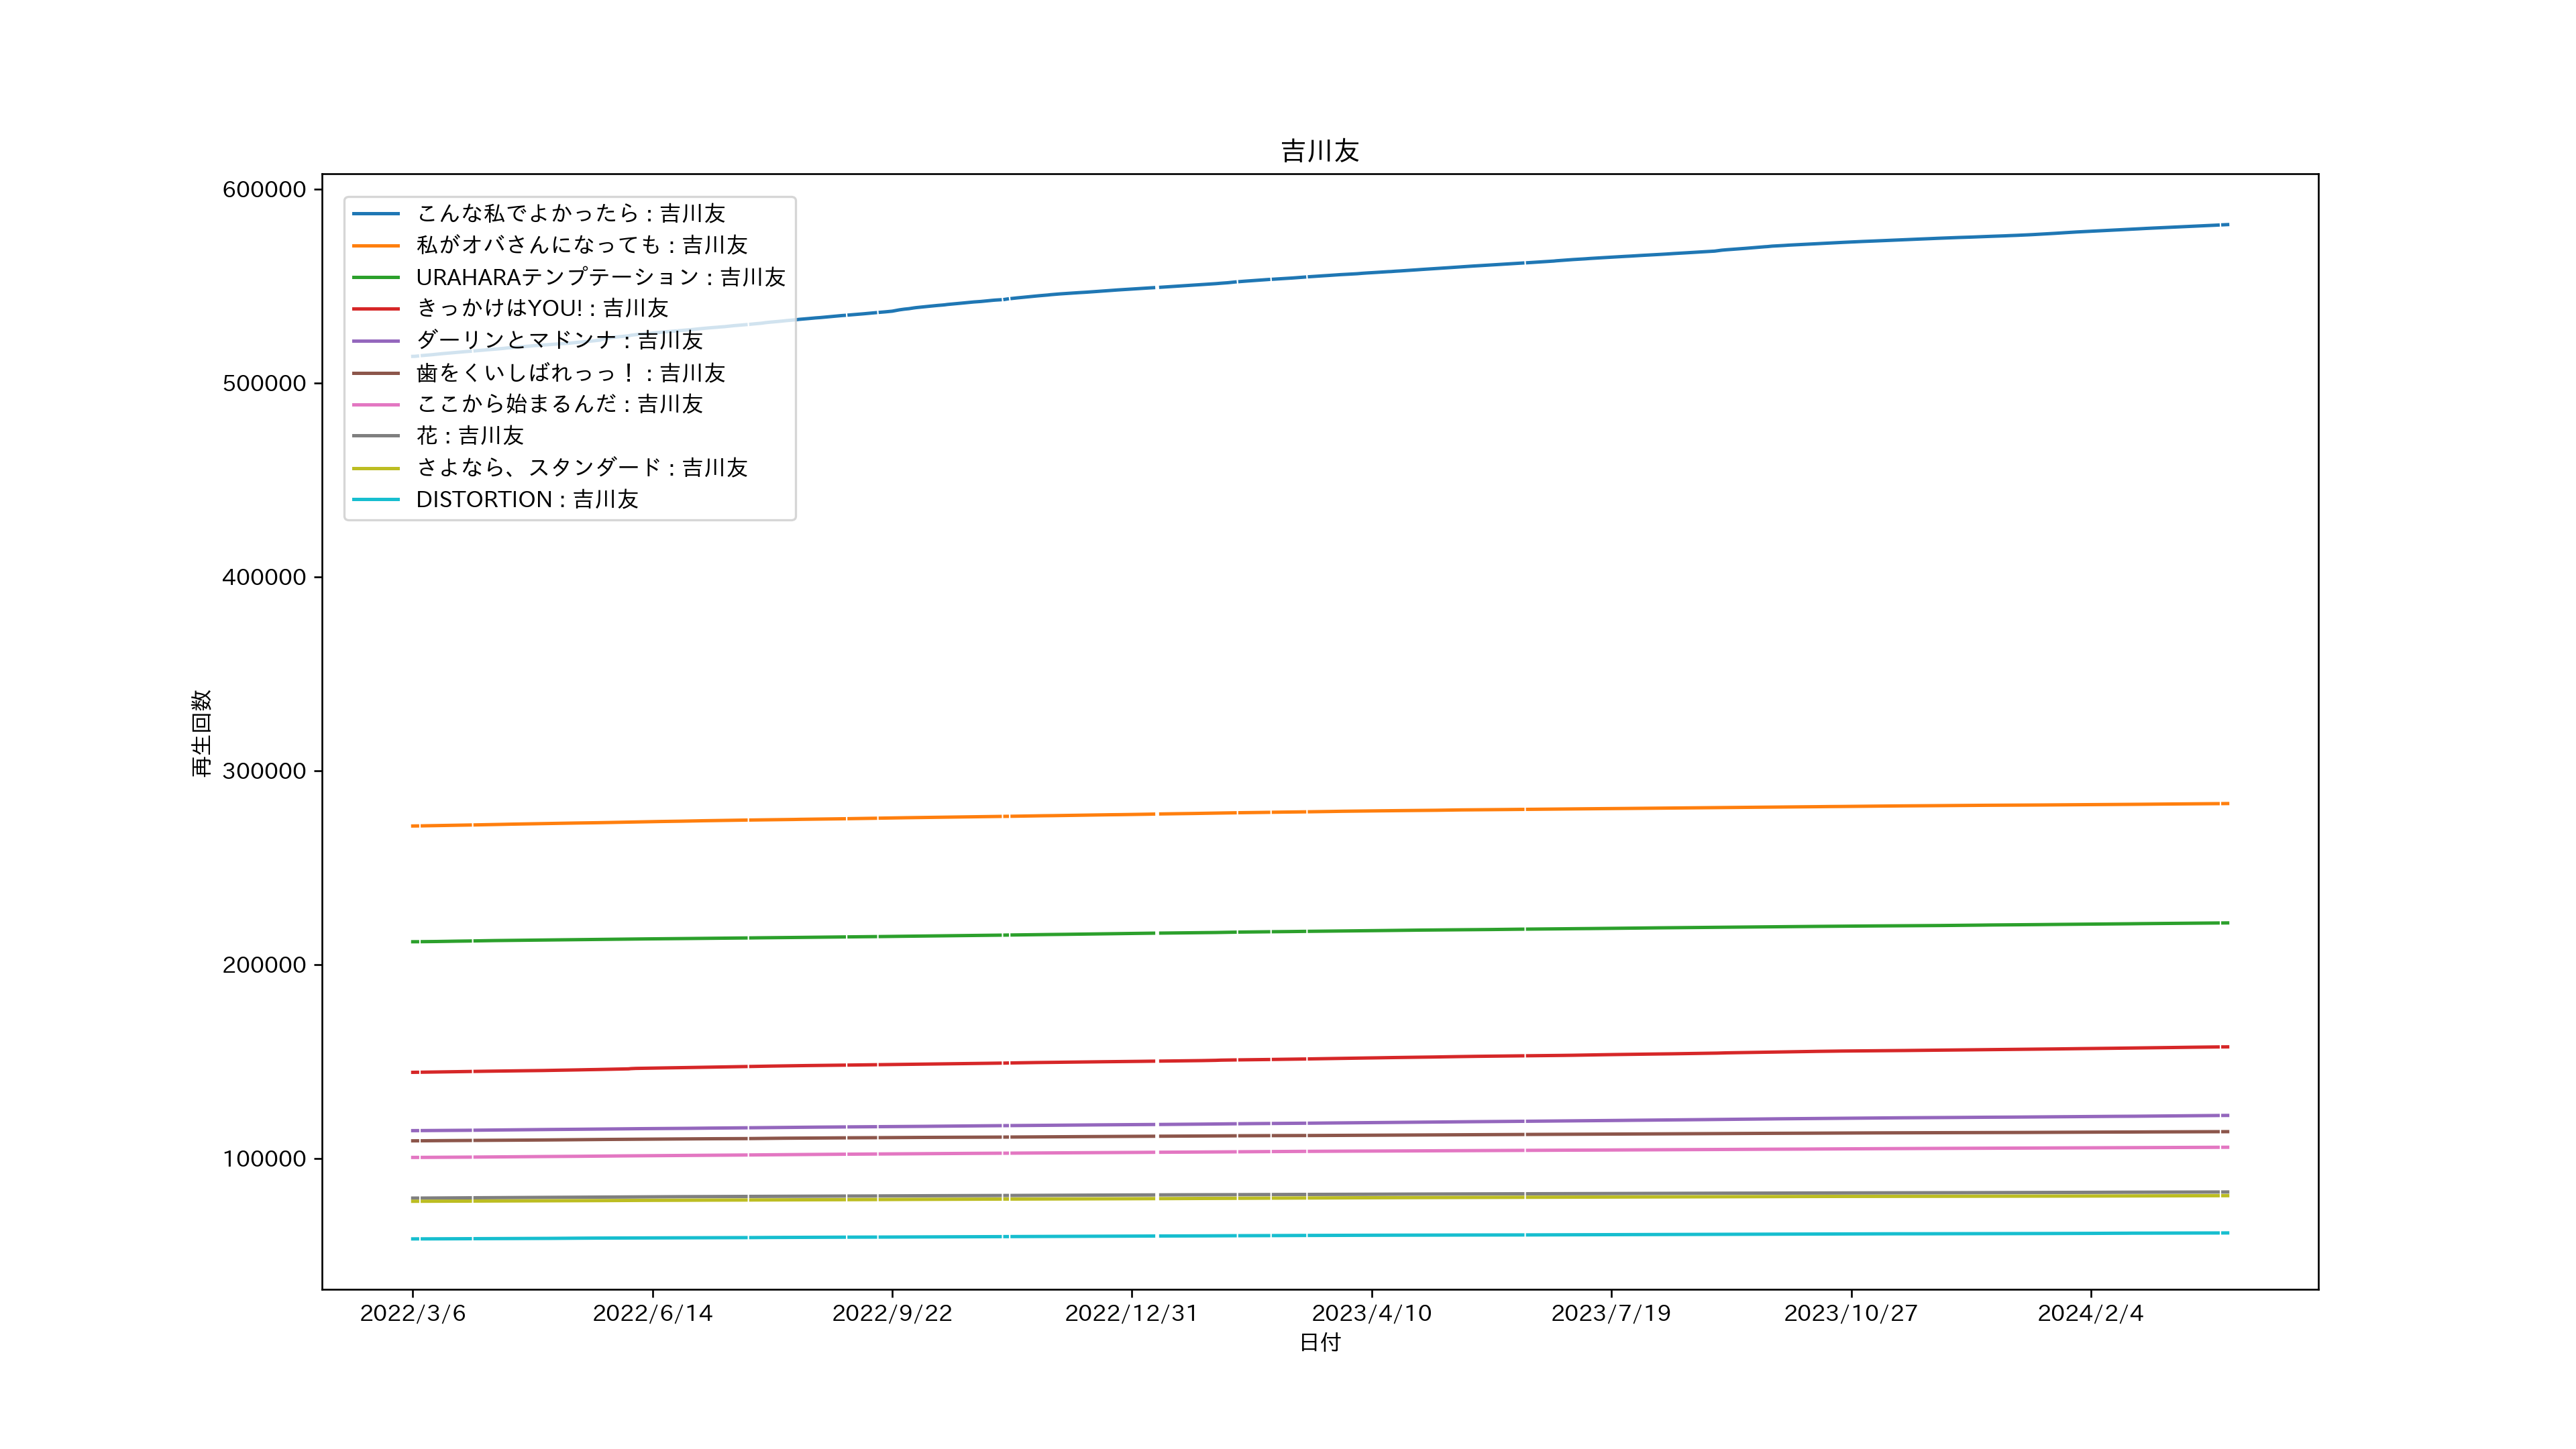 吉川友
600000
500000
400000
300000
200000
100000
再生回数
こんな私でよかったら : 吉川友
私がオバさんになっても : 吉川友
URAHARAテンプテーション : 吉川友
きっかけはYOU! : 吉川友
ダーリンとマドンナ : 吉川友
歯をくいしばれっっ！ : 吉川友
ここから始まるんだ : 吉川友
花 : 吉川友
さよなら、スタンダード : 吉川友
DISTORTION : 吉川友
2022/3/6 2022/6/14 2022/9/22 2022/12/31 2023/4/10 2023/7/19 2023/10/27 2024/2/4
日付